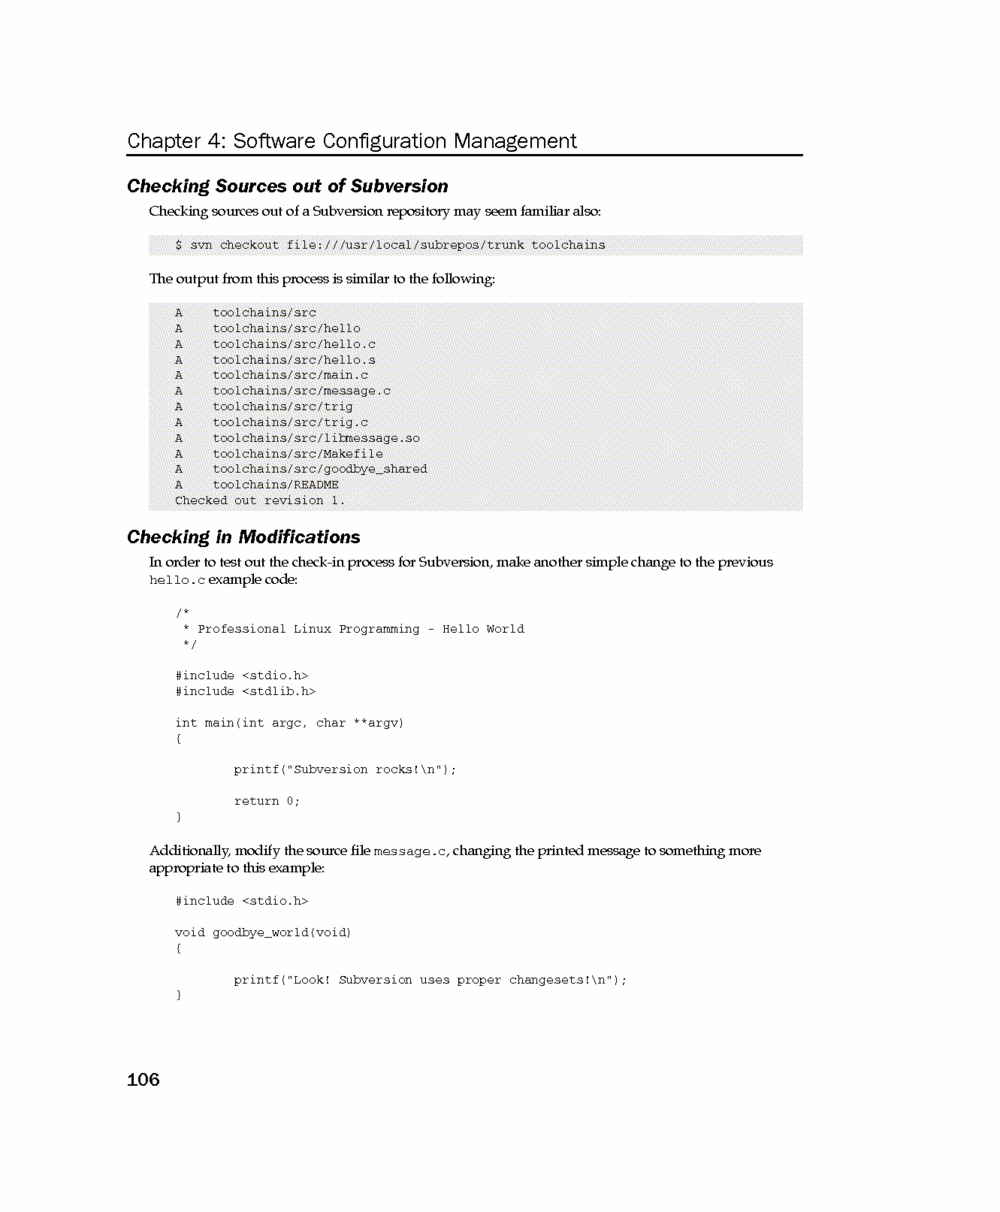 Chapter 4: Software Configuration Management
Checking Sources out of Subversion
Checking sources out of a Subversion repository may seem familiar also:
$ svn checkout file:///usr/local/subrepos/trunk toolchains
The output from this process is similar to the following:
A    toolchains/src
A    toolchains/src/hello
A    toolchains/src/hello.c
A    toolchains/src/hello.s
A    toolchains/src/main.c
A    toolchains/src/message.c
A    toolchains/src/trig
A    toolchains/src/trig.c
A    toolchains/src/libmessage.so
A    toolchains/src/Makefile
A    toolchains/src/goodbye_shared
A    toolchains/README
Checked out revision 1.
Checking in Modifications
In order to test out the check-in process for Subversion, make another simple change to the previous
hello.c example code:
/*
 * Professional Linux Programming - Hello World
 */
#include <stdio.h>
#include <stdlib.h>
int main(int argc, char **argv)
{
        printf("Subversion rocks!\n");
        return 0;
}
Additionally, modify the source file message.c, changing the printed message to something more
appropriate to this example:
#include <stdio.h>
void goodbye_world(void)
{
        printf("Look! Subversion uses proper changesets!\n");
}
106